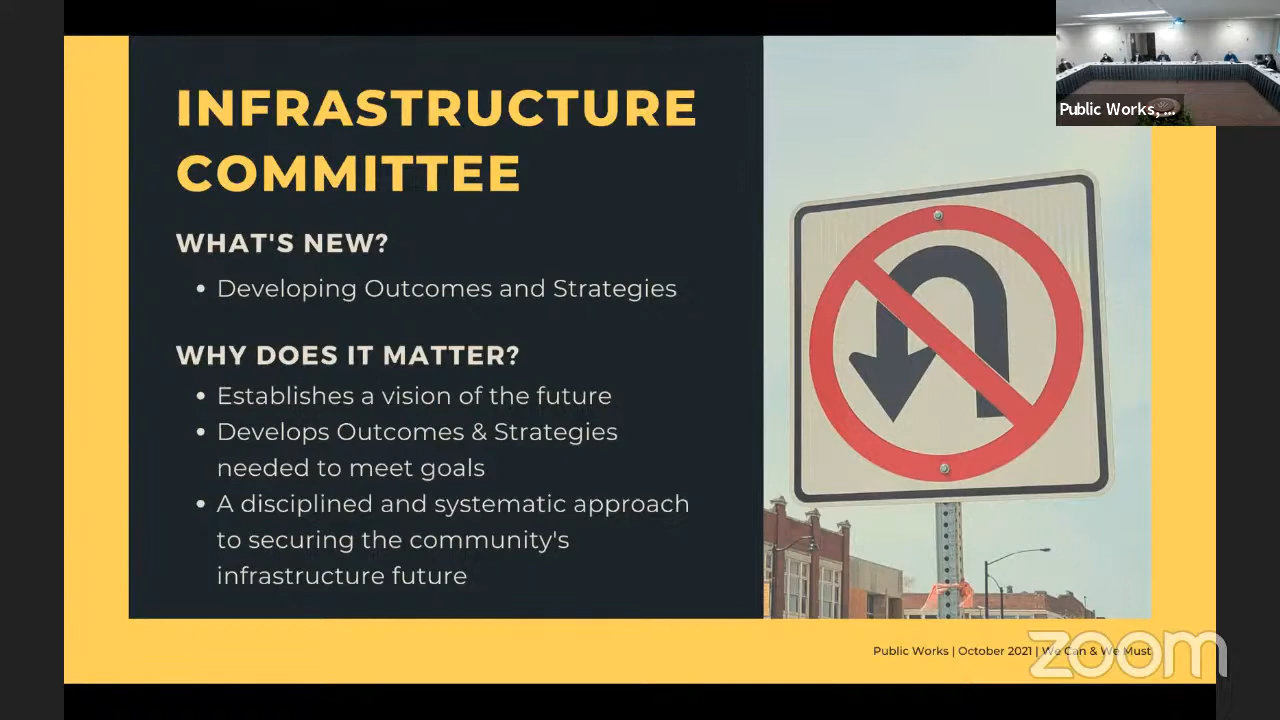 INFRASTRUCTURE
COMMITTEE
WHAT'S NEW?
• Developing Outcomes and Strategies
WHY DOES IT MATTER?
• Establishes a vision of the future
• Develops Outcomes & Strategies
needed to meet goals
• A disciplined and systematic approach
to securing the community's
infrastructure future
Public Works, ...
Public Works | October 2021 | We Can & We Must
zoom